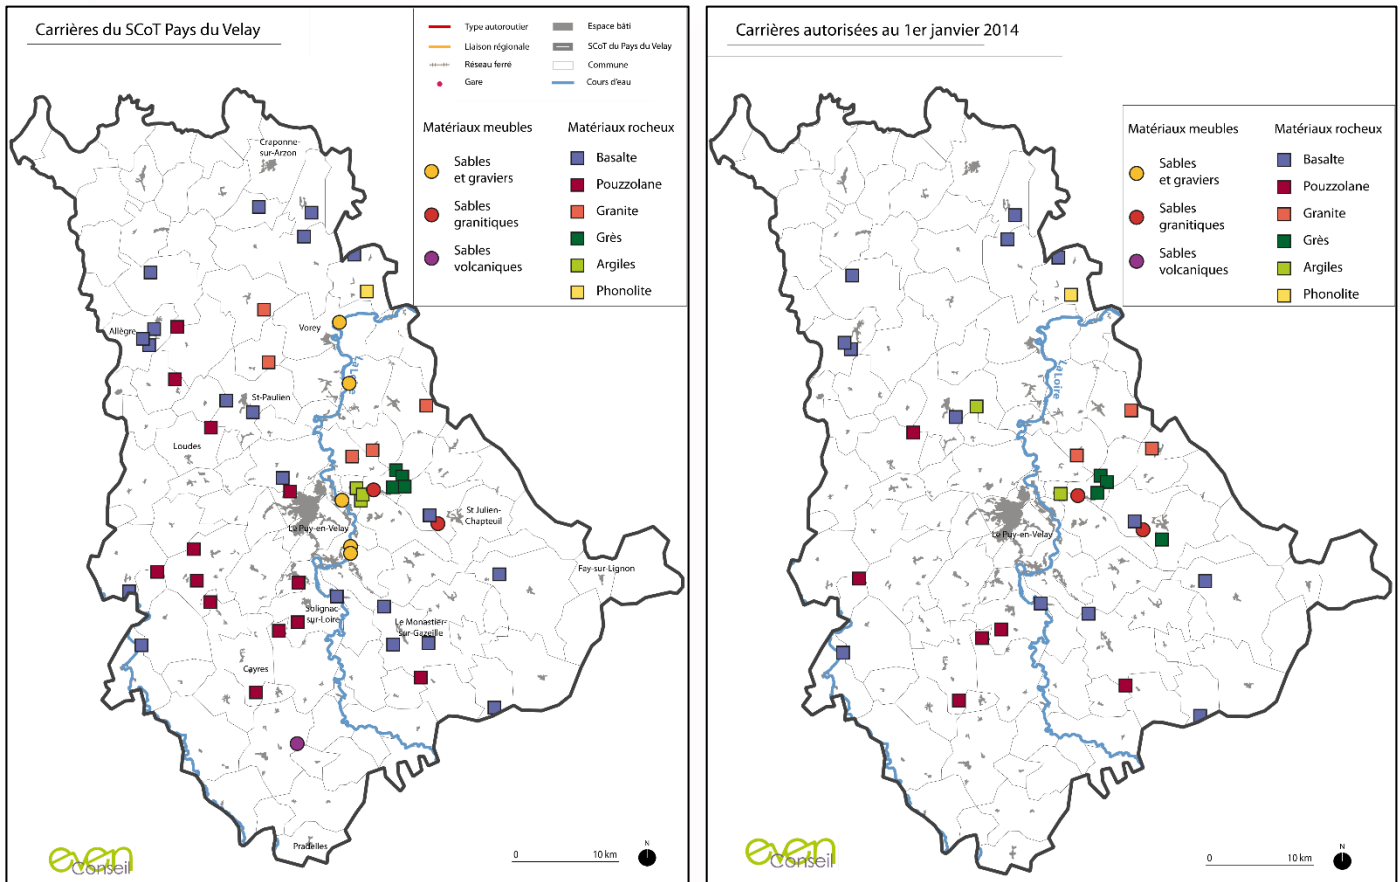 Carrières du SCoT Pays du Velay
Type autoroutier
Liaison régionale
Réseau ferré
Gare
Espace bâti
SCoT du Pays du Velay
Commune
Cours d'eau
Matériaux meubles
Sables
et graviers
Sables
granitiques
Sables
volcaniques
Matériaux rocheux
Basalte
Pouzzolane
Granite
Grès
Argiles
Phonolite
Craponne-
sur-Arzon
Allègre
Vorey
La Loire
St-Paulien
Loudes
Le Puy-en-Velay
St Julien-
Chapteuil
Fay-sur-Lignon
Solignac-
sur-Loire
Le Monastier-
sur-Gazeille
Cayres
Pradelles
even
Conseil
0 10 km
N
Carrières autorisées au 1er janvier 2014
Matériaux meubles
Sables
et graviers
Sables
granitiques
Sables
volcaniques
Matériaux rocheux
Basalte
Pouzzolane
Granite
Grès
Argiles
Phonolite
La Loire
Le Puy-en-Velay
even
Conseil
0 10 km
N